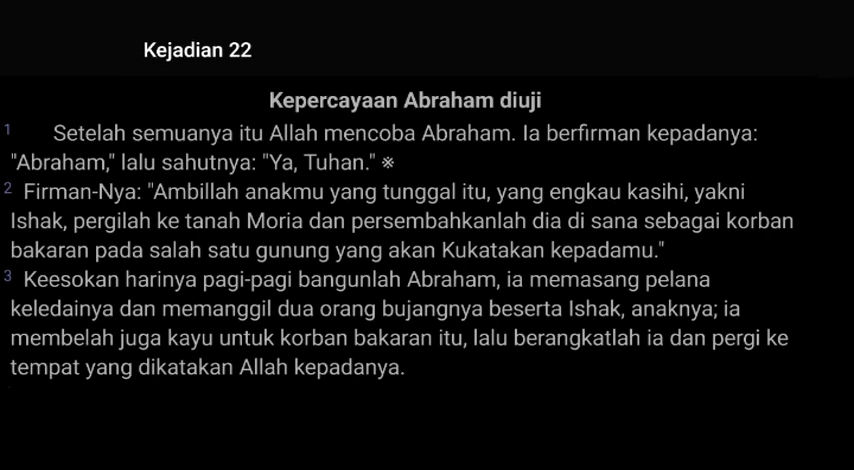 Kejadian 22
Kepercayaan Abraham diuji
1 Setelah semuanya itu Allah mencoba Abraham. Ia berfirman kepadanya:
"Abraham," lalu sahutnya: "Ya, Tuhan." ※
2 Firman-Nya: "Ambillah anakmu yang tunggal itu, yang engkau kasihi, yakni
Ishak, pergilah ke tanah Moria dan persembahkanlah dia di sana sebagai korban
bakaran pada salah satu gunung yang akan Kukatakan kepadamu."
3 Keesokan harinya pagi-pagi bangunlah Abraham, ia memasang pelana
keledainya dan memanggil dua orang bujangnya beserta Ishak, anaknya; ia
membelah juga kayu untuk korban bakaran itu, lalu berangkatlah ia dan pergi ke
tempat yang dikatakan Allah kepadanya.